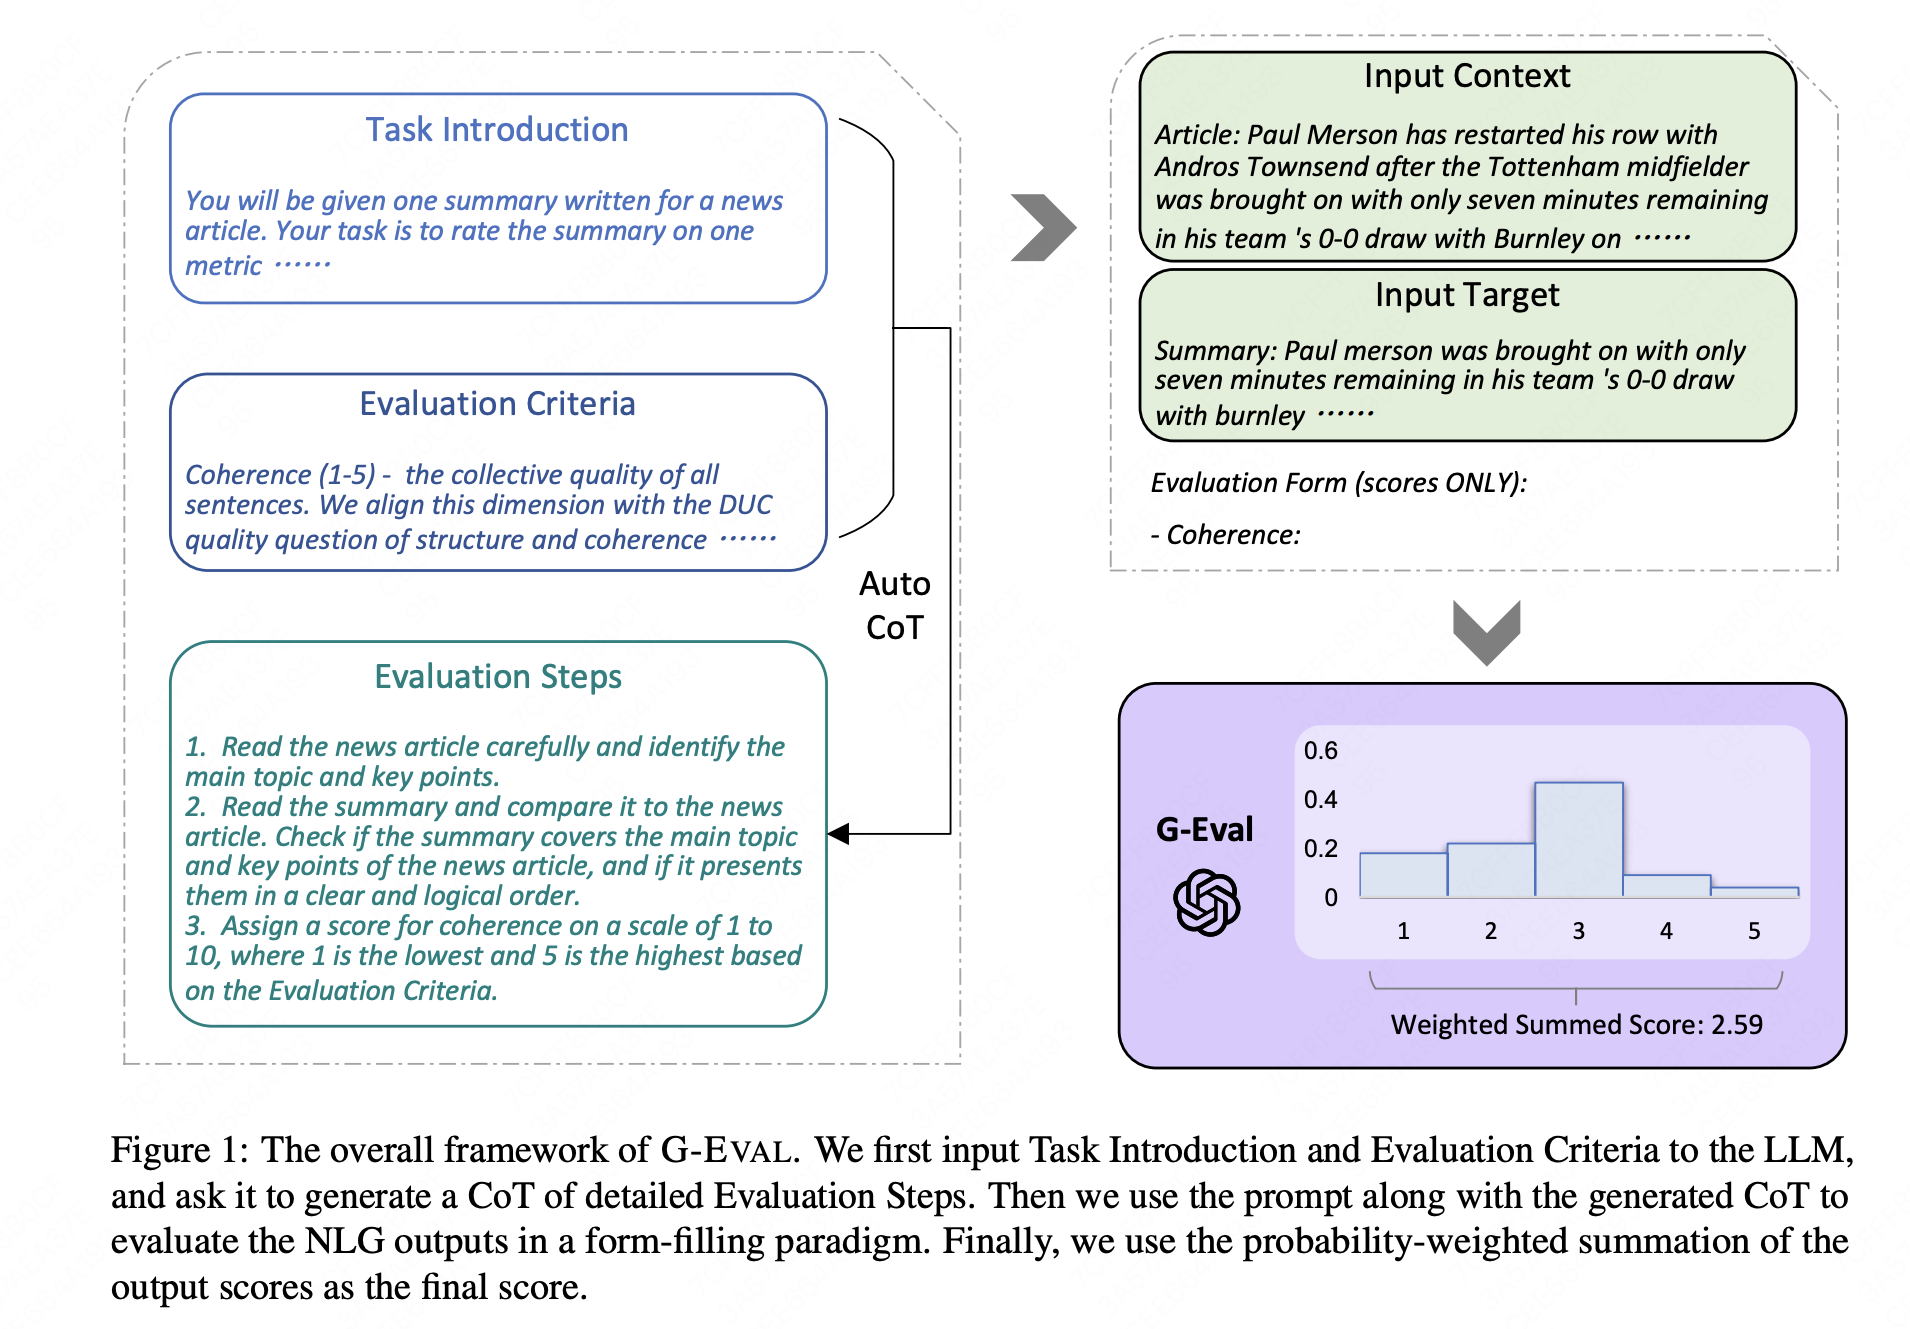 Task Introduction
You will be given one summary written for a news
article. Your task is to rate the summary on one
metric ······
Evaluation Criteria
Coherence (1-5) - the collective quality of all
sentences. We align this dimension with the DUC
quality question of structure and coherence ······
Auto
CoT
Evaluation Steps
1. Read the news article carefully and identify the
main topic and key points.
2. Read the summary and compare it to the news
article. Check if the summary covers the main topic
and key points of the news article, and if it presents
them in a clear and logical order.
3. Assign a score for coherence on a scale of 1 to
10, where 1 is the lowest and 5 is the highest based
on the Evaluation Criteria.
Input Context
Article: Paul Merson has restarted his row with
Andros Townsend after the Tottenham midfielder
was brought on with only seven minutes remaining
in his team 's 0-0 draw with Burnley on ······
Input Target
Summary: Paul merson was brought on with only
seven minutes remaining in his team 's 0-0 draw
with burnley ······
Evaluation Form (scores ONLY):
- Coherence:
G-Eval
0.6
0.4
0.2
0
1 2 3 4 5
Weighted Summed Score: 2.59
Figure 1: The overall framework of G-EVAL. We first input Task Introduction and Evaluation Criteria to the LLM,
and ask it to generate a CoT of detailed Evaluation Steps. Then we use the prompt along with the generated CoT to
evaluate the NLG outputs in a form-filling paradigm. Finally, we use the probability-weighted summation of the
output scores as the final score.